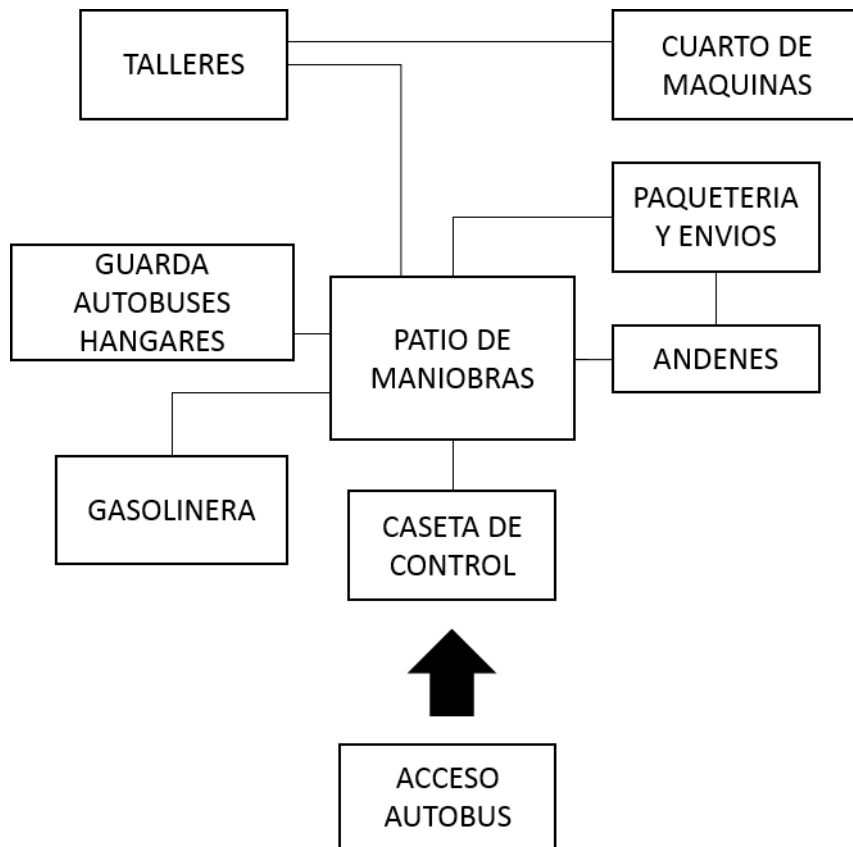 TALLERES
CUARTO DE
MAQUINAS
PAQUETERIA
Y ENVIOS
GUARDA
AUTOBUSES
HANGARES
PATIO DE
MANIOBRAS
ANDENES
GASOLINERA
CASETA DE
CONTROL
ACCESO
AUTOBUS